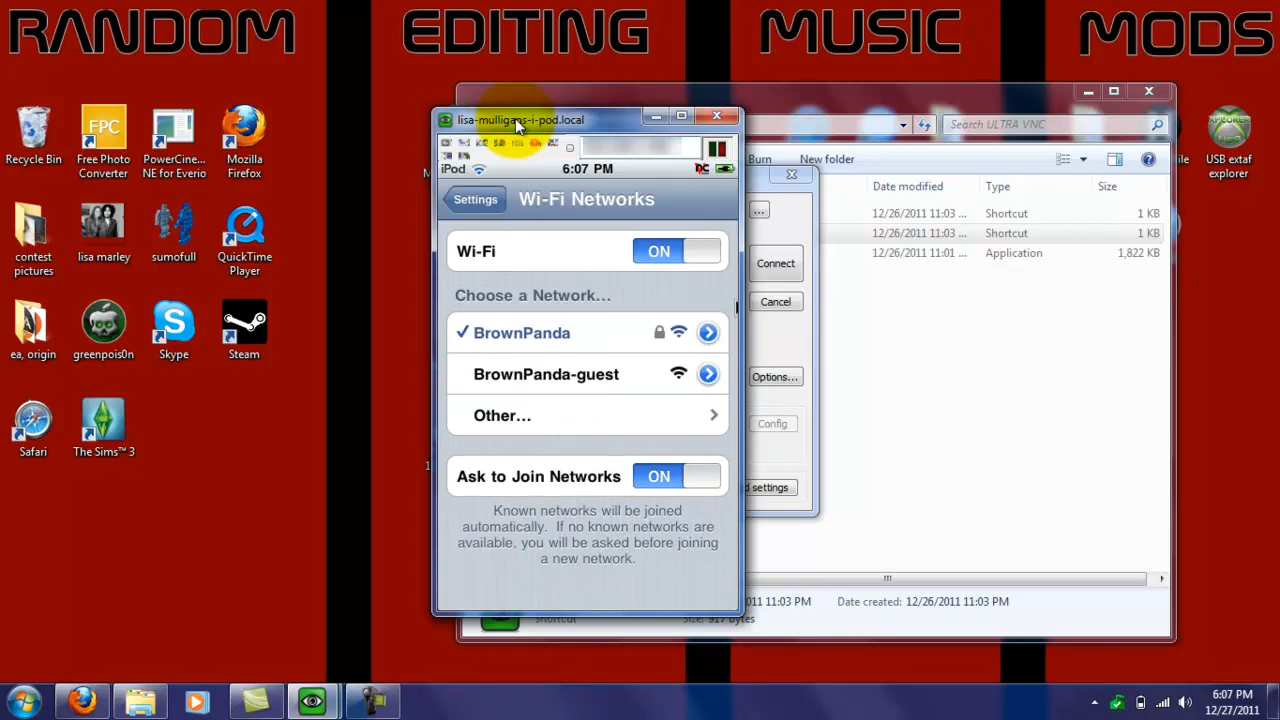 RANDOM
EDITING
MUSIC
MODS
Recycle Bin
Free Photo
Converter
PowerCine...
NE for Everio
Mozilla
Firefox
contest
pictures
lisa marley
sumofull
QuickTime
Player
ea, origin
greenpois0n
Skype
Steam
Safari
The Sims™ 3
lisa-mulligans-i-pod.local
iPod
6:07 PM
Settings
Wi-Fi Networks
Wi-Fi
ON
Choose a Network...
BrownPanda
BrownPanda-guest
Other...
Ask to Join Networks
ON
Known networks will be joined
automatically. If no known networks are
available, you will be asked before joining
a new network.
...
Connect
Cancel
Options...
Config
d settings
Search ULTRA VNC
Burn
New folder
Date modified
Type
Size
12/26/2011 11:03 ...
Shortcut
1 KB
12/26/2011 11:03 ...
Shortcut
1 KB
12/26/2011 11:01 ...
Application
1,822 KB
011 11:03 PM
Date created: 12/26/2011 11:03 PM
Shortcut
Size: 917 bytes
USB extaf
explorer
6:07 PM
12/27/2011